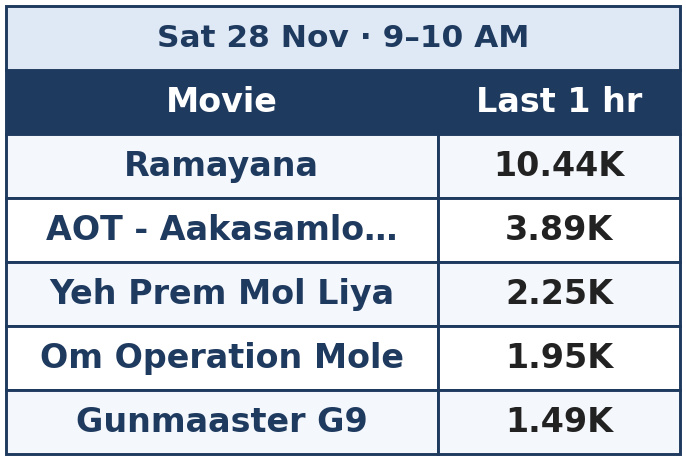 Sat 28 Nov · 9–10 AM
Movie Last 1 hr
Ramayana 10.44K
AOT - Aakasamlo... 3.89K
Yeh Prem Mol Liya 2.25K
Om Operation Mole 1.95K
Gunmaaster G9 1.49K